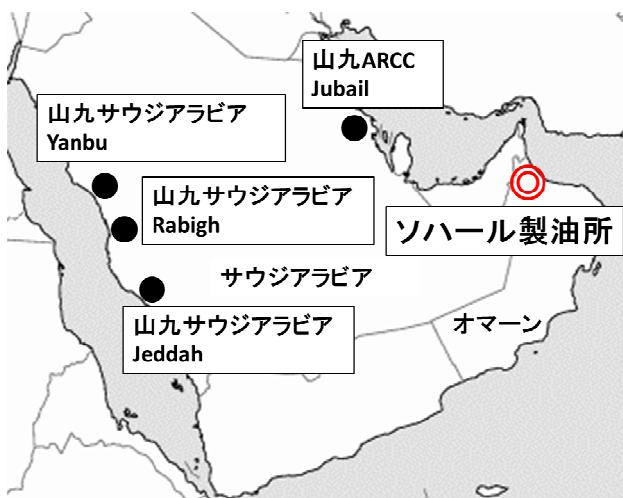 山九ARCC
Jubail
山九サウジアラビア
Yanbu
山九サウジアラビア
Rabigh
ソハール製油所
サウジアラビア
山九サウジアラビア
Jeddah
オマーン